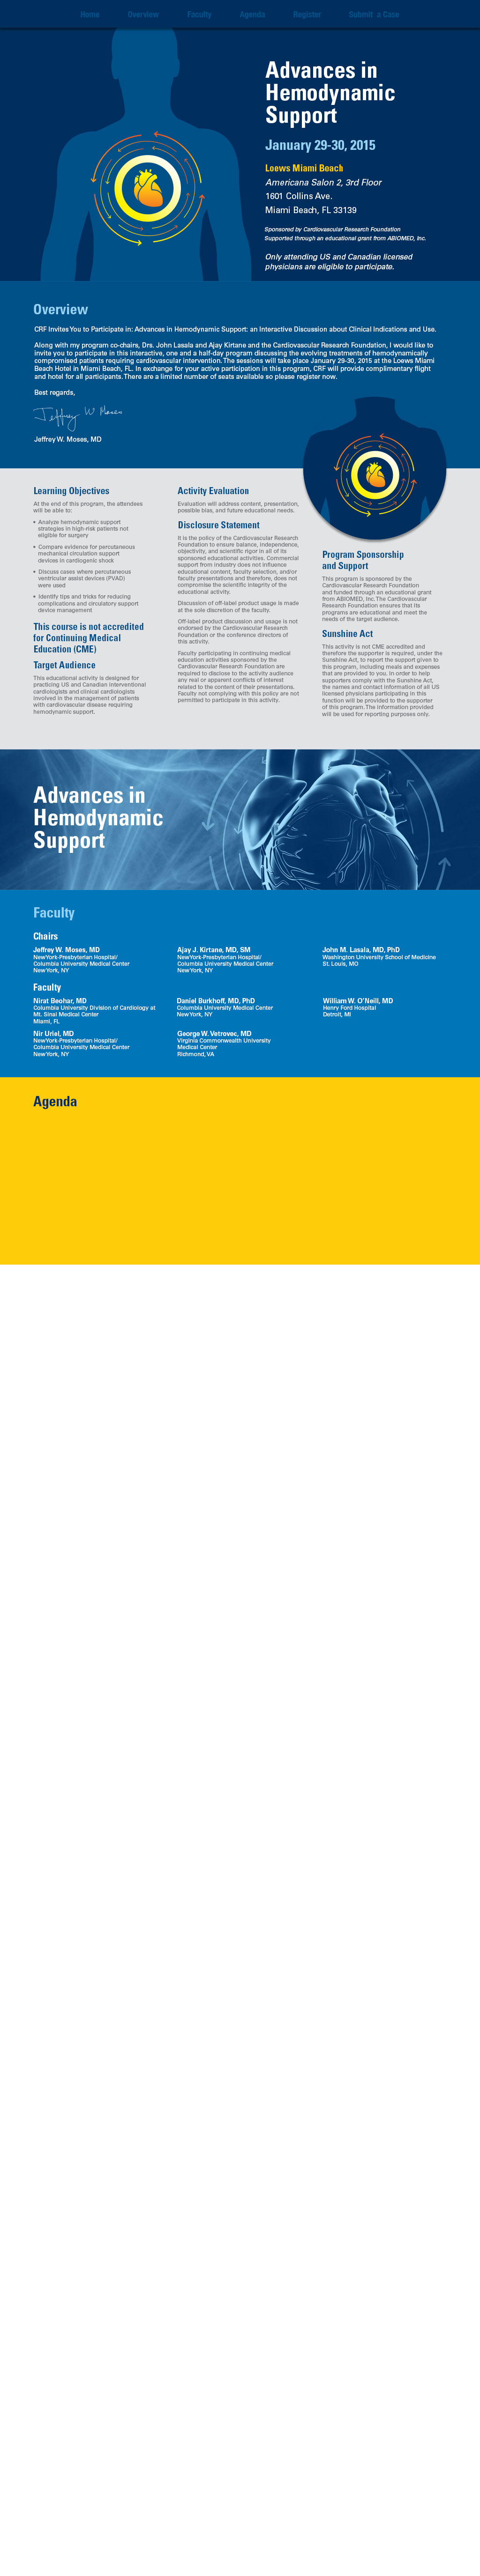 Home Overview Faculty Agenda Register Submit a Case
Advances in
Hemodynamic
Support
January 29-30, 2015
Loews Miami Beach
Americana Salon 2, 3rd Floor
1601 Collins Ave.
Miami Beach, FL 33139
Sponsored by Cardiovascular Research Foundation
Supported through an educational grant from ABIOMED, Inc.
Only attending US and Canadian licensed
physicians are eligible to participate.
Overview
CRF Invites You to Participate in: Advances in Hemodynamic Support: an Interactive Discussion about Clinical Indications and Use.
Along with my program co-chairs, Drs. John Lasala and Ajay Kirtane and the Cardiovascular Research Foundation, I would like to
invite you to participate in this interactive, one and a half-day program discussing the evolving treatments of hemodynamically
compromised patients requiring cardiovascular intervention. The sessions will take place January 29-30, 2015 at the Loews Miami
Beach Hotel in Miami Beach, FL. In exchange for your active participation in this program, CRF will provide complimentary flight
and hotel for all participants. There are a limited number of seats available so please register now.
Best regards,
Jeffrey W Moses
Jeffrey W. Moses, MD
Learning Objectives
At the end of this program, the attendees
will be able to:
• Analyze hemodynamic support
strategies in high-risk patients not
eligible for surgery
• Compare evidence for percutaneous
mechanical circulation support
devices in cardiogenic shock
• Discuss cases where percutaneous
ventricular assist devices (PVAD)
were used
• Identify tips and tricks for reducing
complications and circulatory support
device management
This course is not accredited
for Continuing Medical
Education (CME)
Target Audience
This educational activity is designed for
practicing US and Canadian interventional
cardiologists and clinical cardiologists
involved in the management of patients
with cardiovascular disease requiring
hemodynamic support.
Activity Evaluation
Evaluation will address content, presentation,
possible bias, and future educational needs.
Disclosure Statement
It is the policy of the Cardiovascular Research
Foundation to ensure balance, independence,
objectivity, and scientific rigor in all of its
sponsored educational activities. Commercial
support from industry does not influence
educational content, faculty selection, and/or
faculty presentations and therefore, does not
compromise the scientific integrity of the
educational activity.
Discussion of off-label product usage is made
at the sole discretion of the faculty.
Off-label product discussion and usage is not
endorsed by the Cardiovascular Research
Foundation or the conference directors of
this activity.
Faculty participating in continuing medical
education activities sponsored by the
Cardiovascular Research Foundation are
required to disclose to the activity audience
any real or apparent conflicts of interest
related to the content of their presentations.
Faculty not complying with this policy are not
permitted to participate in this activity.
Program Sponsorship
and Support
This program is sponsored by the
Cardiovascular Research Foundation
and funded through an educational grant
from ABIOMED, Inc. The Cardiovascular
Research Foundation ensures that its
programs are educational and meet the
needs of the target audience.
Sunshine Act
This activity is not CME accredited and
therefore the supporter is required, under the
Sunshine Act, to report the support given to
this program, including meals and expenses
that are provided to you. In order to help
supporters comply with the Sunshine Act,
the names and contact information of all US
licensed physicians participating in this
function will be provided to the supporter
of this program. The information provided
will be used for reporting purposes only.
Advances in
Hemodynamic
Support
Faculty
Chairs
Jeffrey W. Moses, MD
NewYork-Presbyterian Hospital/
Columbia University Medical Center
New York, NY
Ajay J. Kirtane, MD, SM
NewYork-Presbyterian Hospital/
Columbia University Medical Center
New York, NY
John M. Lasala, MD, PhD
Washington University School of Medicine
St. Louis, MO
Faculty
Nirat Beohar, MD
Columbia University Division of Cardiology at
Mt. Sinai Medical Center
Miami, FL
Daniel Burkhoff, MD, PhD
Columbia University Medical Center
New York, NY
William W. O'Neill, MD
Henry Ford Hospital
Detroit, MI
Nir Uriel, MD
NewYork-Presbyterian Hospital/
Columbia University Medical Center
New York, NY
George W. Vetrovec, MD
Virginia Commonwealth University
Medical Center
Richmond, VA
Agenda